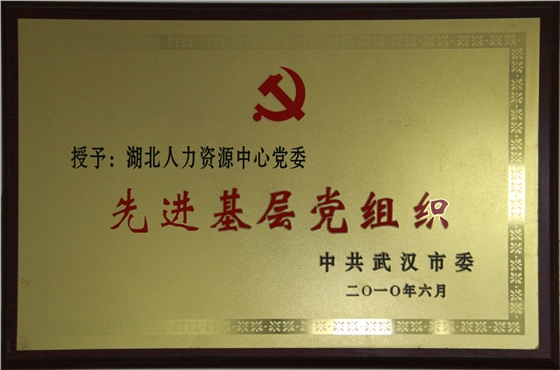 授予：湖北人力资源中心党委
先进基层党组织
中共武汉市委
二〇一〇年六月